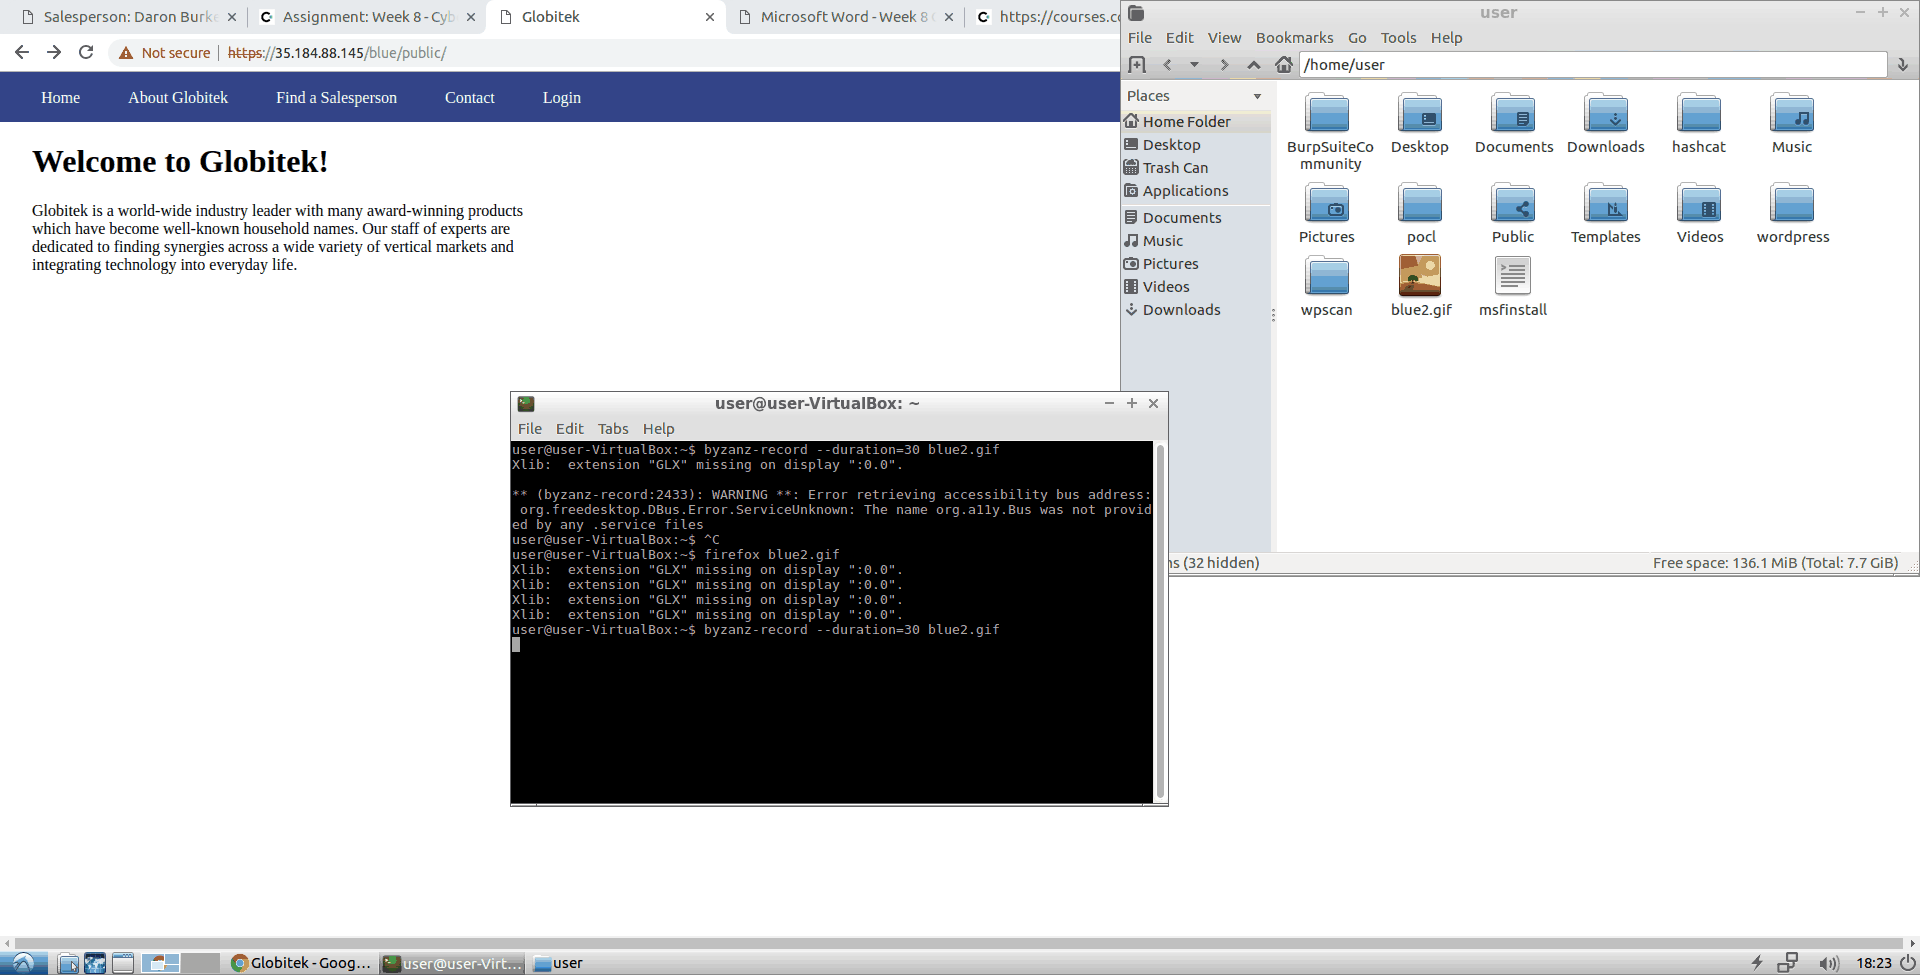 Salesperson: Daron Burke
Assignment: Week 8 - Cyb
Globitek
Microsoft Word - Week 8
https://courses.co
Not secure
https://35.184.88.145/blue/public/
Home
About Globitek
Find a Salesperson
Contact
Login
Welcome to Globitek!
Globitek is a world-wide industry leader with many award-winning products
which have become well-known household names. Our staff of experts are
dedicated to finding synergies across a wide variety of vertical markets and
integrating technology into everyday life.
user
File Edit View Bookmarks Go Tools Help
/home/user
Places
Home Folder
Desktop
Trash Can
Applications
Documents
Music
Pictures
Videos
Downloads
BurpSuiteCo
mmunity
Desktop
Documents
Downloads
hashcat
Music
Pictures
pocl
Public
Templates
Videos
wordpress
wpscan
blue2.gif
msfinstall
ns (32 hidden)
Free space: 136.1 MiB (Total: 7.7 GiB)
user@user-VirtualBox: ~
File Edit Tabs Help
user@user-VirtualBox:~$ byzanz-record --duration=30 blue2.gif
Xlib:  extension "GLX" missing on display ":0.0".
** (byzanz-record:2433): WARNING **: Error retrieving accessibility bus address:
 org.freedesktop.DBus.Error.ServiceUnknown: The name org.a11y.Bus was not provid
ed by any .service files
user@user-VirtualBox:~$ ^C
user@user-VirtualBox:~$ firefox blue2.gif
Xlib:  extension "GLX" missing on display ":0.0".
Xlib:  extension "GLX" missing on display ":0.0".
Xlib:  extension "GLX" missing on display ":0.0".
Xlib:  extension "GLX" missing on display ":0.0".
user@user-VirtualBox:~$ byzanz-record --duration=30 blue2.gif
Globitek - Goog...
user@user-Virt...
user
18:23